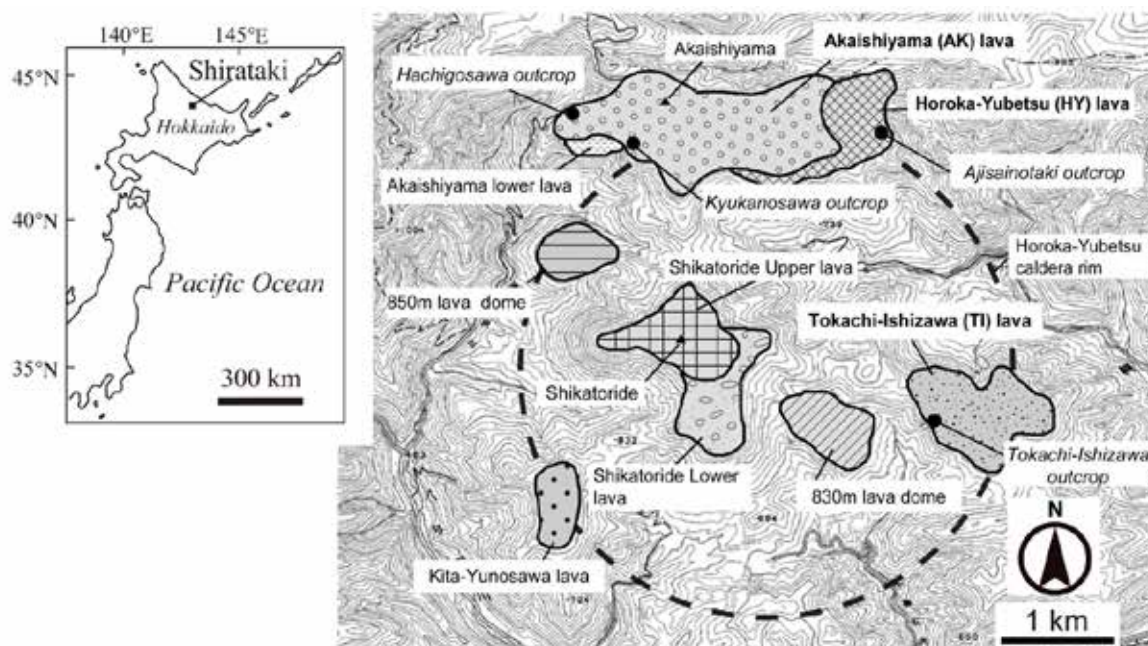 140°E 145°E
45°N
Shirataki
Hokkaido
40°N
Pacific Ocean
35°N
300 km
Hachigosawa outcrop
Akaishiyama
Akaishiyama (AK) lava
Horoka-Yubetsu (HY) lava
Akaishiyama lower lava
Kyukanosawa outcrop
Ajisainotaki outcrop
Horoka-Yubetsu
caldera rim
850m lava dome
Shikatoride Upper lava
Tokachi-Ishizawa (TI) lava
Shikatoride
Shikatoride Lower
lava
830m lava dome
Tokachi-Ishizawa
outcrop
Kita-Yunosawa lava
N
1 km